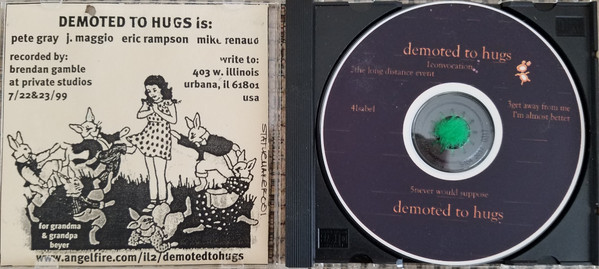 DEMOTED TO HUGS is:
pete gray j. maggio eric rampson mike renaud
recorded by:
brendan gamble
at private studios
7/22&23/99
write to:
403 w. illinois
urbana, il 61801
usa
for grandma
& grandpa
beyer
www.angelfire.com/il2/demotedtohugs
demoted to hugs
1convocation
2the long distance event
3get away from me
I'm almost better
4Isabel
5never would suppose
demoted to hugs